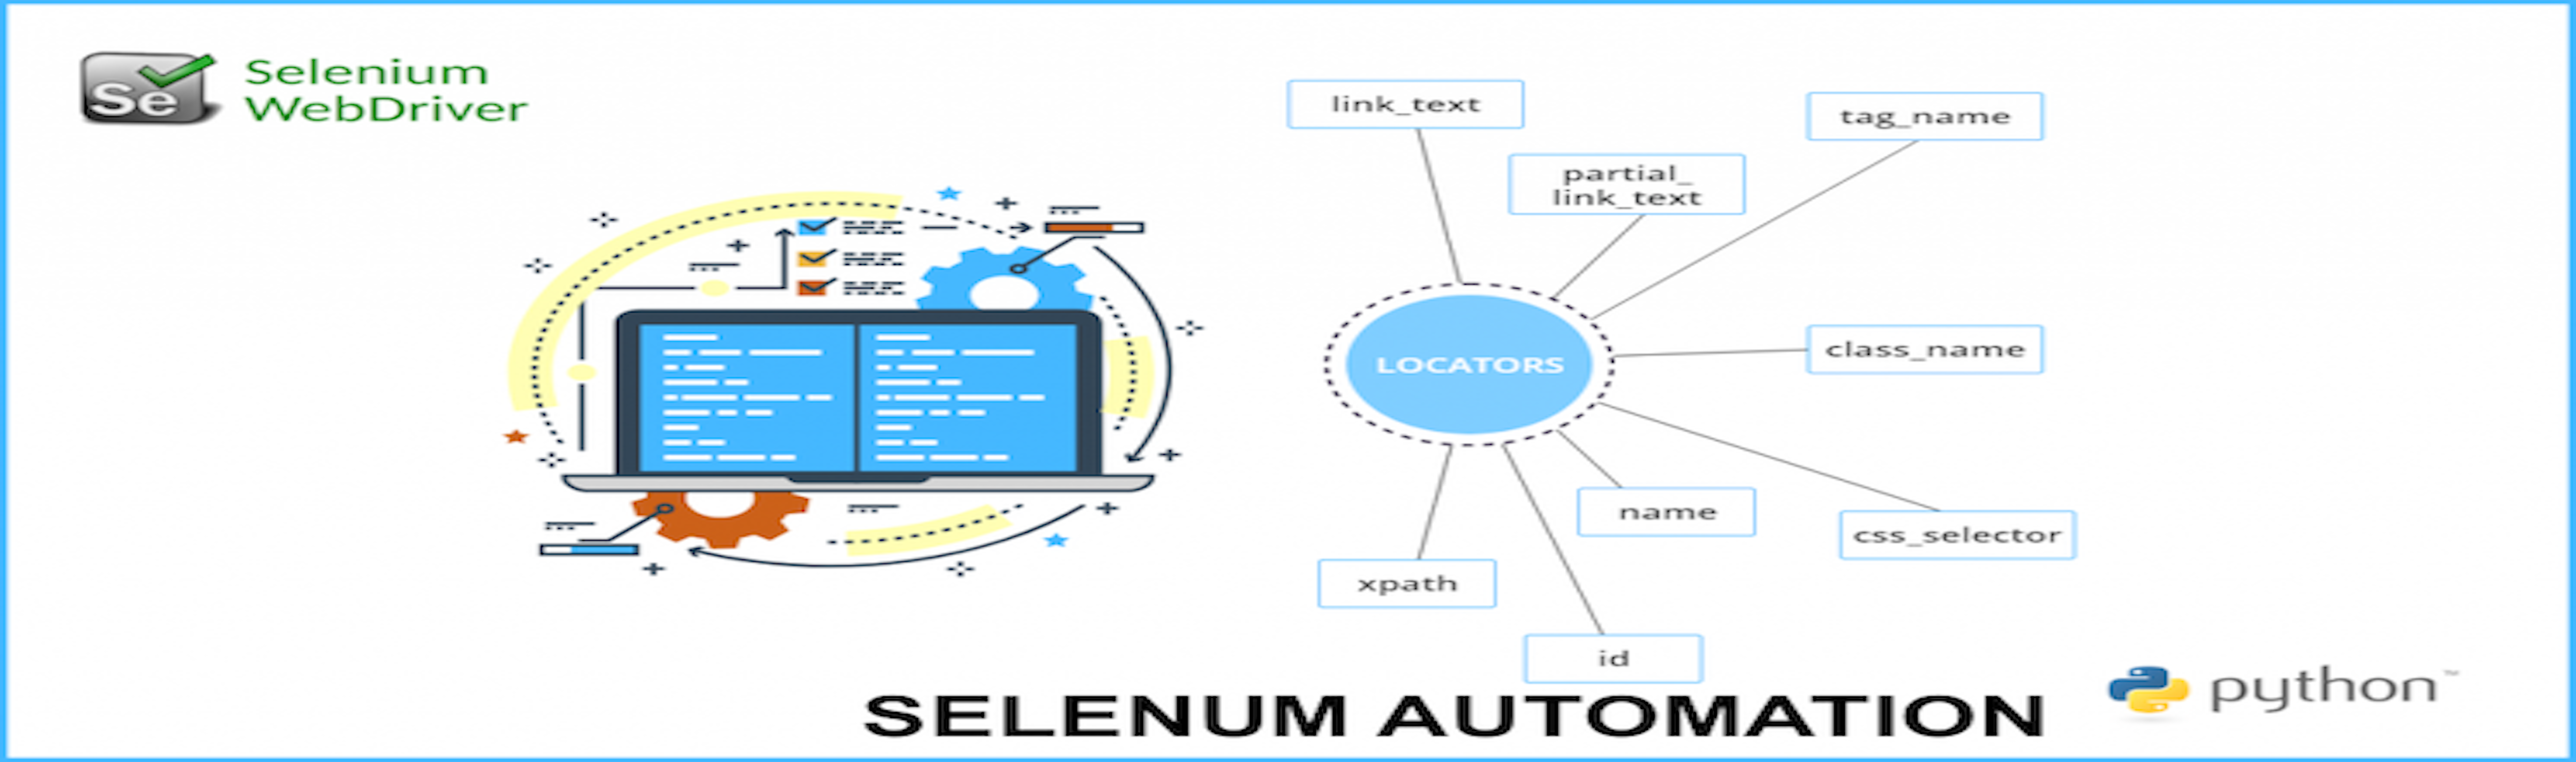 Se
Selenium
WebDriver
link_text
tag_name
partial_
link_text
class_name
LOCATORS
name
css_selector
xpath
id
python™
SELENUM AUTOMATION